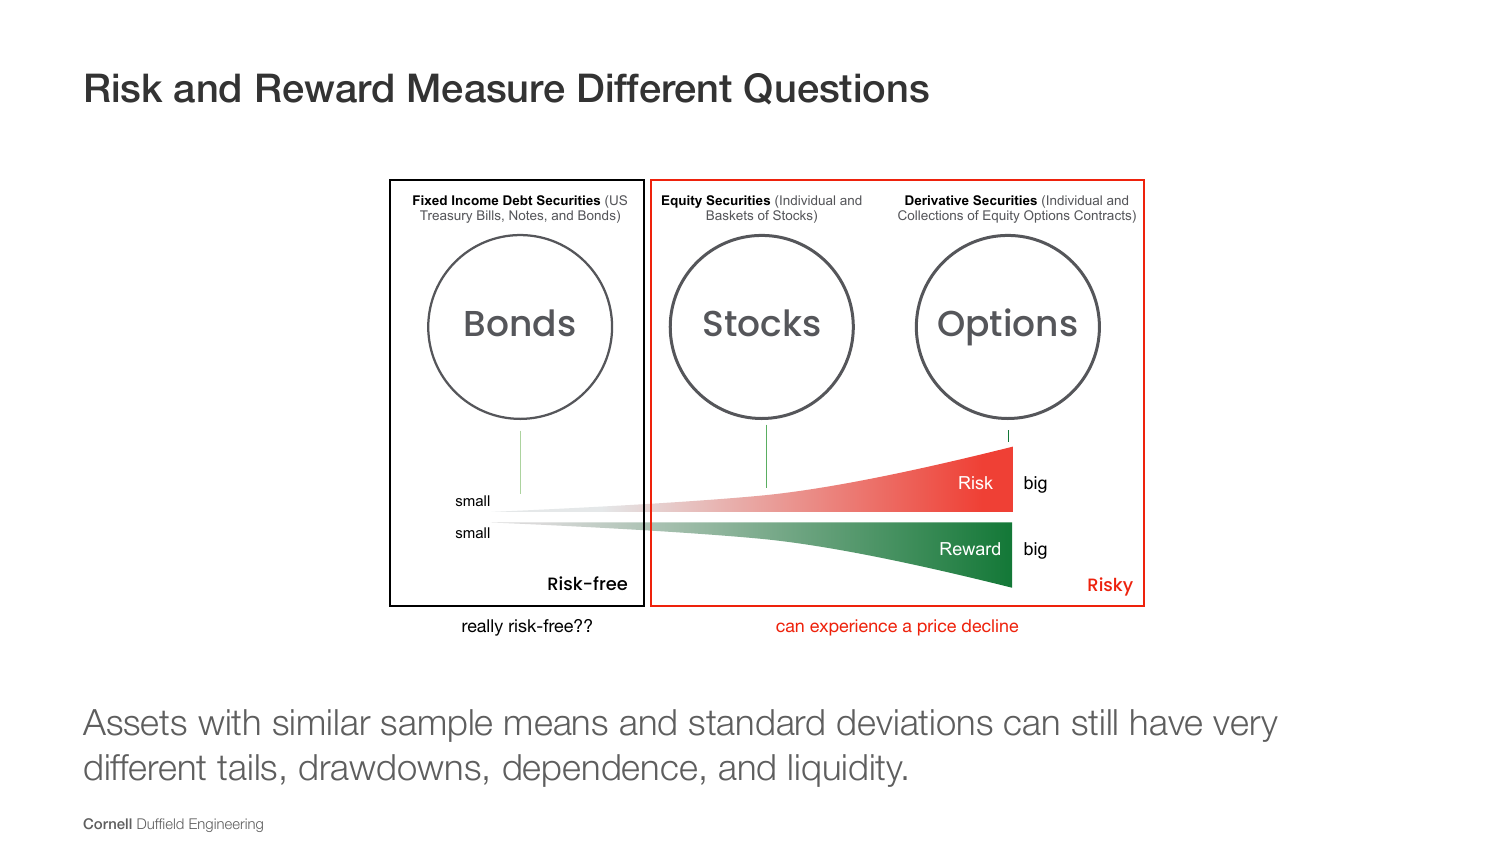 Risk and Reward Measure Different Questions
Fixed Income Debt Securities (US
Treasury Bills, Notes, and Bonds)
Equity Securities (Individual and
Baskets of Stocks)
Derivative Securities (Individual and
Collections of Equity Options Contracts)
Bonds
Stocks
Options
small
Risk
big
small
Reward
big
Risk-free
Risky
really risk-free??
can experience a price decline
Assets with similar sample means and standard deviations can still have very
different tails, drawdowns, dependence, and liquidity.
Cornell Duffield Engineering